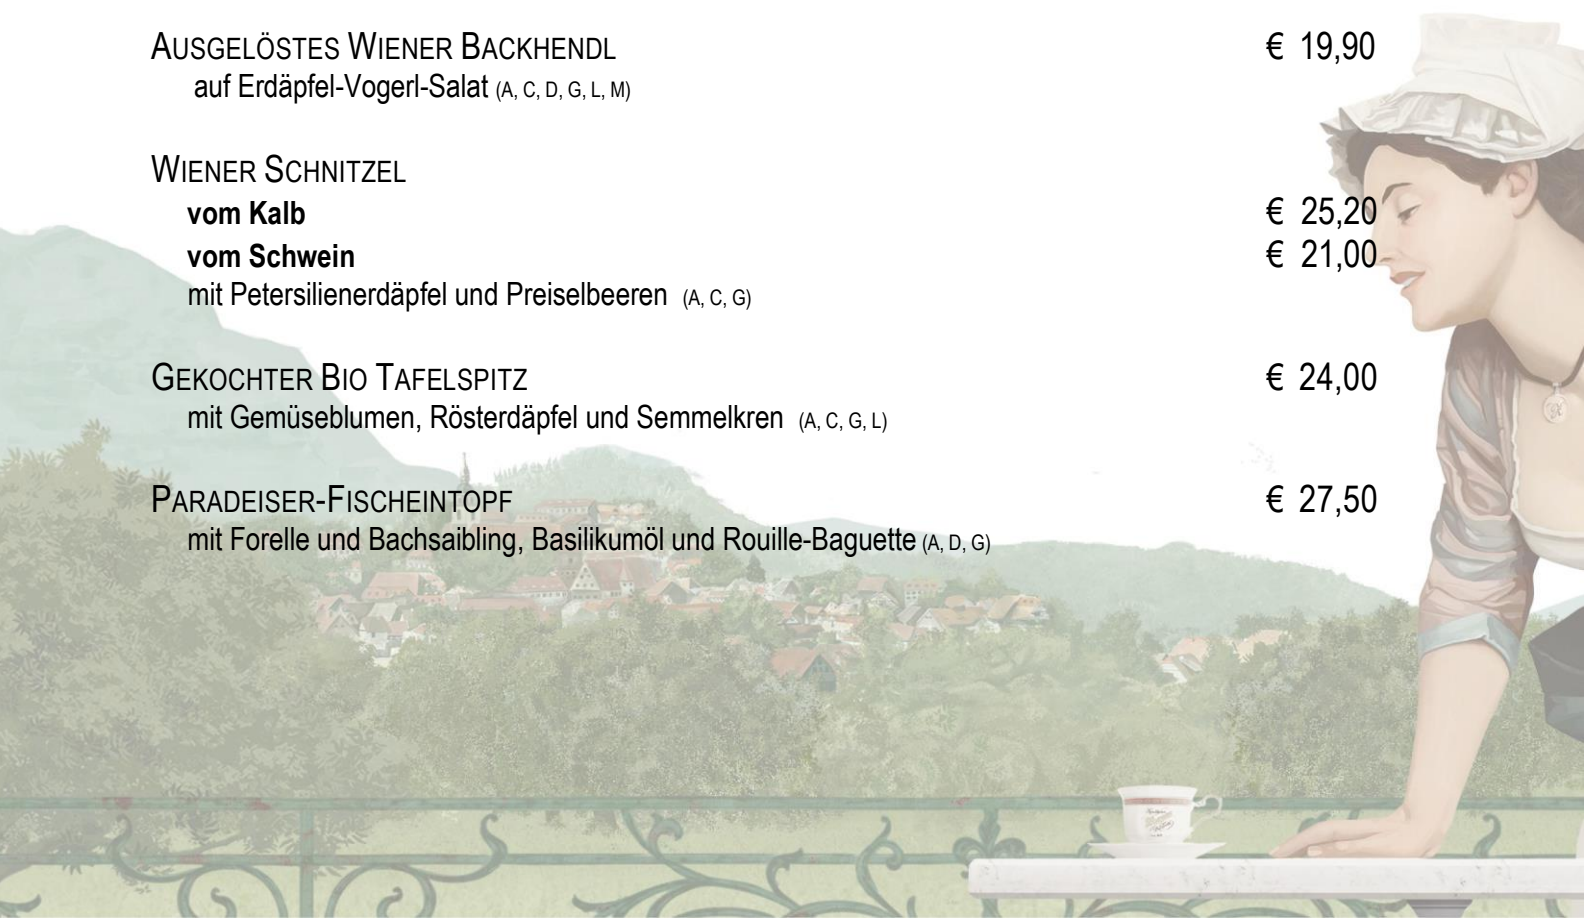 AUSGELÖSTES WIENER BACKHENDL € 19,90
auf Erdäpfel-Vogerl-Salat (A, C, D, G, L, M)
WIENER SCHNITZEL
vom Kalb € 25,20
vom Schwein € 21,00
mit Petersilienerdäpfel und Preiselbeeren (A, C, G)
GEKOCHTER BIO TAFELSPITZ € 24,00
mit Gemüseblumen, Rösterdäpfel und Semmelkren (A, C, G, L)
PARADEISER-FISCHEINTOPF € 27,50
mit Forelle und Bachsaibling, Basilikumöl und Rouille-Baguette (A, D, G)